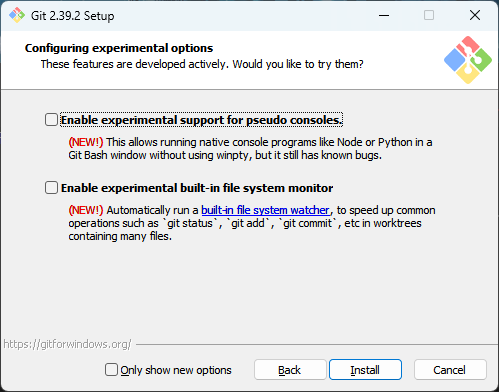 Git 2.39.2 Setup
Configuring experimental options
These features are developed actively. Would you like to try them?
Enable experimental support for pseudo consoles.
(NEW!) This allows running native console programs like Node or Python in a
Git Bash window without using winpty, but it still has known bugs.
Enable experimental built-in file system monitor
(NEW!) Automatically run a built-in file system watcher, to speed up common
operations such as `git status`, `git add`, `git commit`, etc in worktrees
containing many files.
https://gitforwindows.org/
Only show new options
Back
Install
Cancel